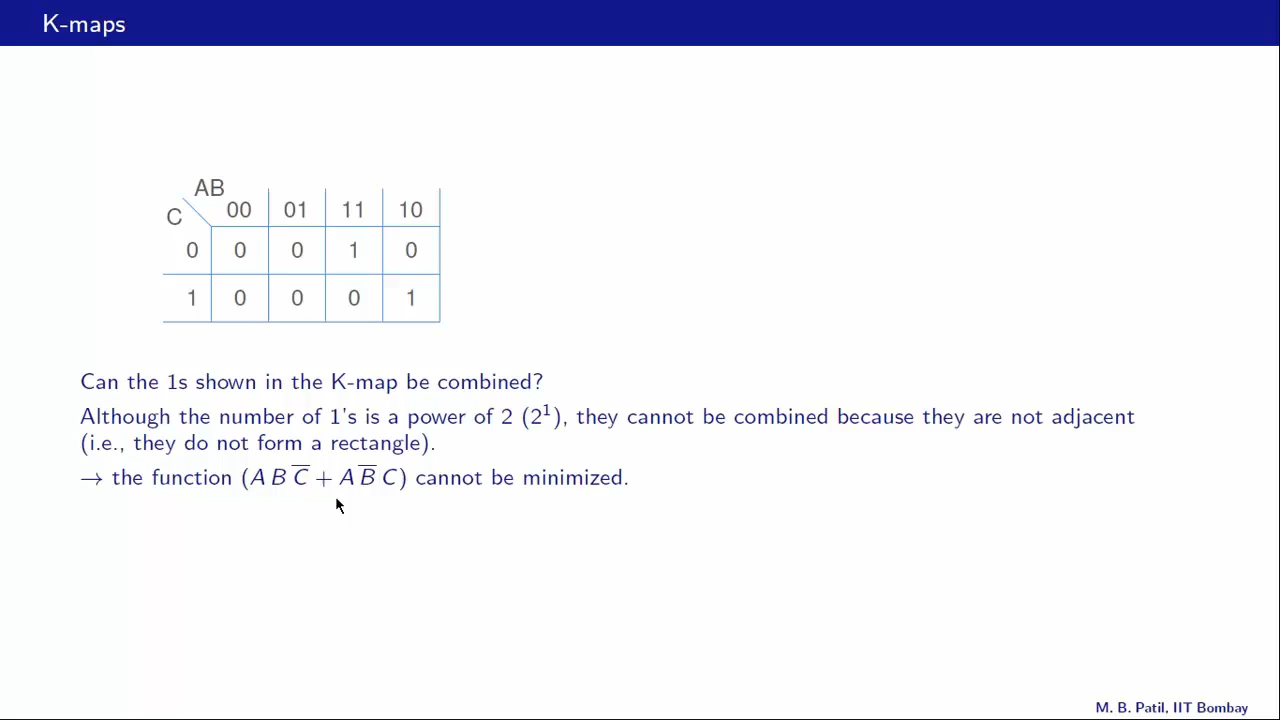 K-maps
AB
C 00 01 11 10
0 0 0 1 0
1 0 0 0 1
Can the 1s shown in the K-map be combined?
Although the number of 1's is a power of 2 (2¹), they cannot be combined because they are not adjacent
(i.e., they do not form a rectangle).
→ the function (A B C̅ + A B̅ C) cannot be minimized.
M. B. Patil, IIT Bombay